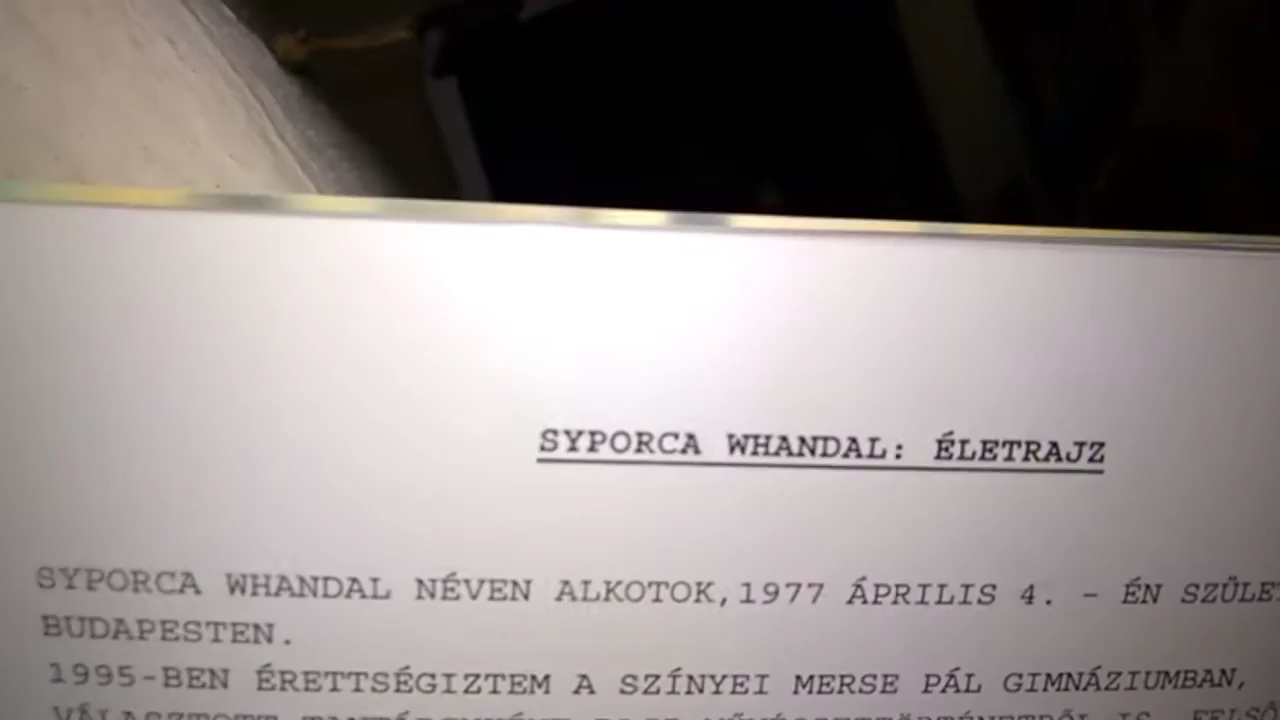 SYPORCA WHANDAL: ÉLETRAJZ
SYPORCA WHANDAL NÉVEN ALKOTOK,1977 ÁPRILIS 4. - ÉN
BUDAPESTEN.
1995-BEN ÉRETTSÉGIZTEM A SZÍNYEI MERSE PÁL GIMNÁZIUMBAN,